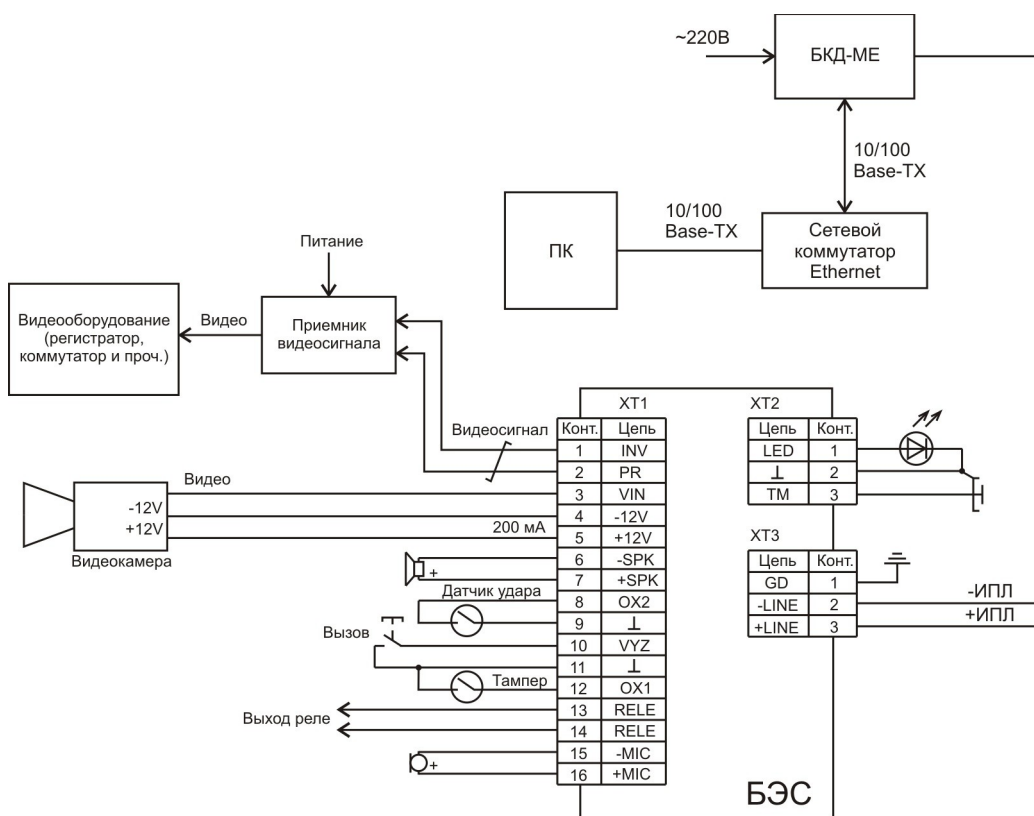 ~220В
БКД-МЕ
10/100
Base-TX
ПК
10/100
Base-TX
Сетевой
коммутатор
Ethernet
Питание
Видеооборудование
(регистратор,
коммутатор и проч.)
Видео
Приемник
видеосигнала
Видеосигнал
XT1
Конт. Цепь
1 INV
2 PR
3 VIN
4 -12V
5 +12V
6 -SPK
7 +SPK
8 OX2
9 ⊥
10 VYZ
11 ⊥
12 OX1
13 RELE
14 RELE
15 -MIC
16 +MIC
Видео
-12V
+12V
200 мА
Видеокамера
+
Датчик удара
Вызов
Тампер
Выход реле
+
XT2
Цепь Конт.
LED 1
⊥ 2
TM 3
XT3
Цепь Конт.
GD 1
-LINE 2
+LINE 3
-ИПЛ
+ИПЛ
БЭС